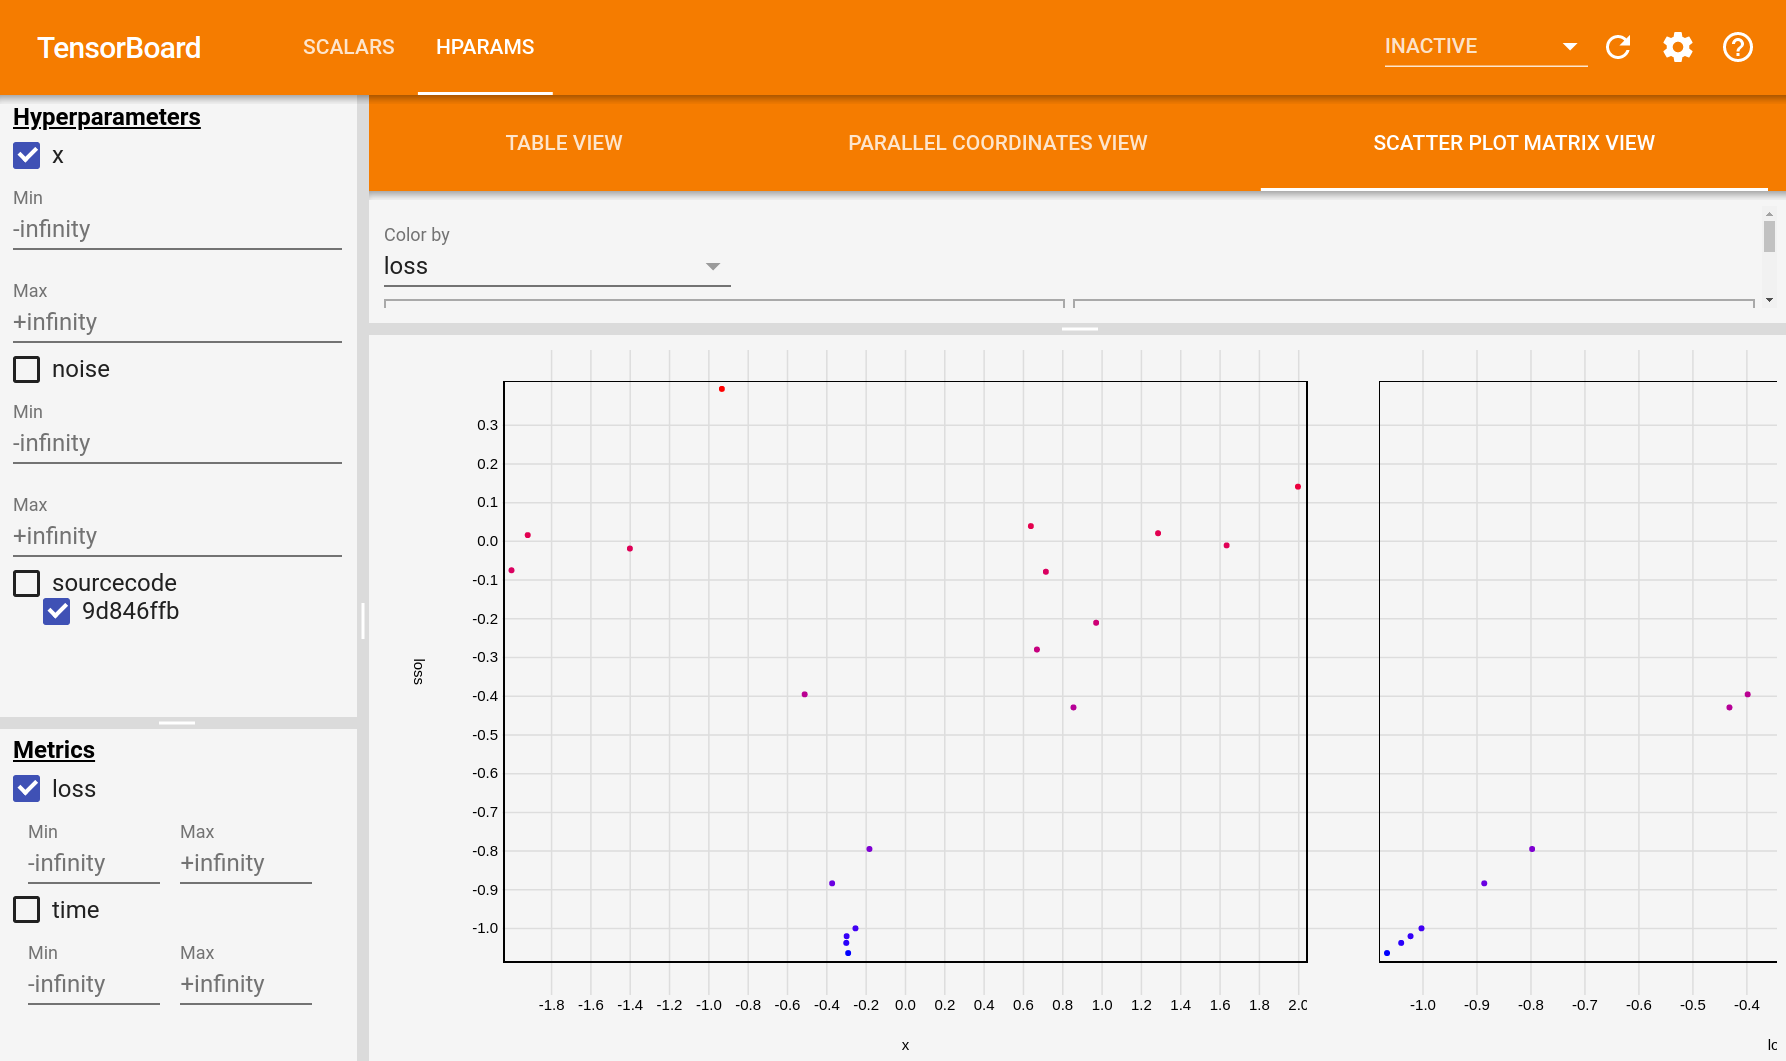 TensorBoard SCALARS HPARAMS INACTIVE
Hyperparameters
x
Min
-infinity
Max
+infinity
noise
Min
-infinity
Max
+infinity
sourcecode
9d846ffb
Metrics
loss
Min Max
-infinity +infinity
time
Min Max
-infinity +infinity
TABLE VIEW PARALLEL COORDINATES VIEW SCATTER PLOT MATRIX VIEW
Color by
loss
0.3
0.2
0.1
0.0
-0.1
-0.2
-0.3
-0.4
-0.5
-0.6
-0.7
-0.8
-0.9
-1.0
loss
-1.8 -1.6 -1.4 -1.2 -1.0 -0.8 -0.6 -0.4 -0.2 0.0 0.2 0.4 0.6 0.8 1.0 1.2 1.4 1.6 1.8 2.0
x
-1.0 -0.9 -0.8 -0.7 -0.6 -0.5 -0.4